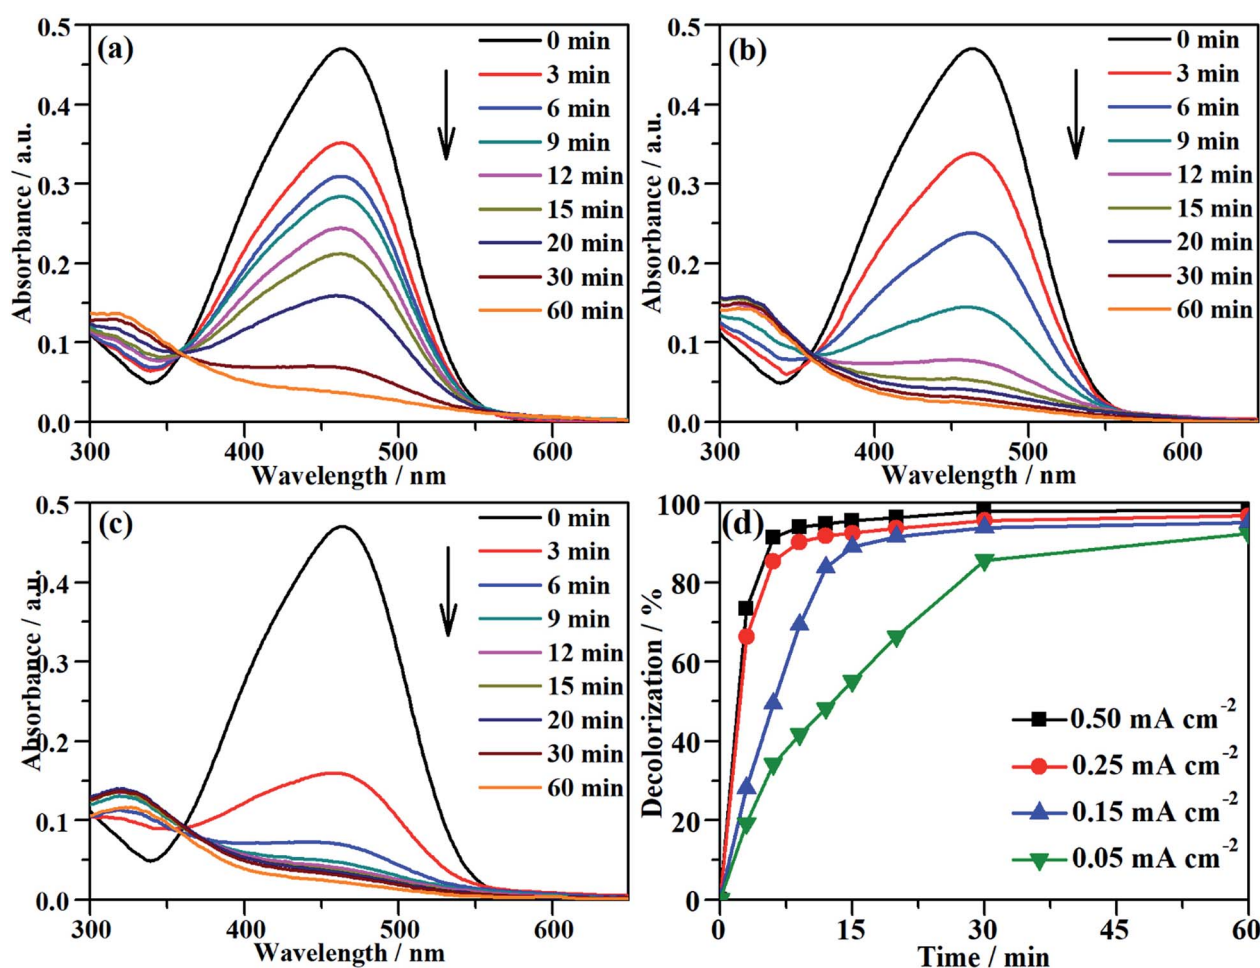 (a)
0 min
3 min
6 min
9 min
12 min
15 min
20 min
30 min
60 min
0.5
0.4
0.3
0.2
0.1
0.0
Absorbance / a.u.
300 400 500 600
Wavelength / nm
(b)
0 min
3 min
6 min
9 min
12 min
15 min
20 min
30 min
60 min
0.5
0.4
0.3
0.2
0.1
0.0
Absorbance / a.u.
300 400 500 600
Wavelength / nm
(c)
0 min
3 min
6 min
9 min
12 min
15 min
20 min
30 min
60 min
0.5
0.4
0.3
0.2
0.1
0.0
Absorbance / a.u.
300 400 500 600
Wavelength / nm
(d)
100
80
60
40
20
0
Decolorization / %
0.50 mA cm⁻²
0.25 mA cm⁻²
0.15 mA cm⁻²
0.05 mA cm⁻²
0 15 30 45 60
Time / min